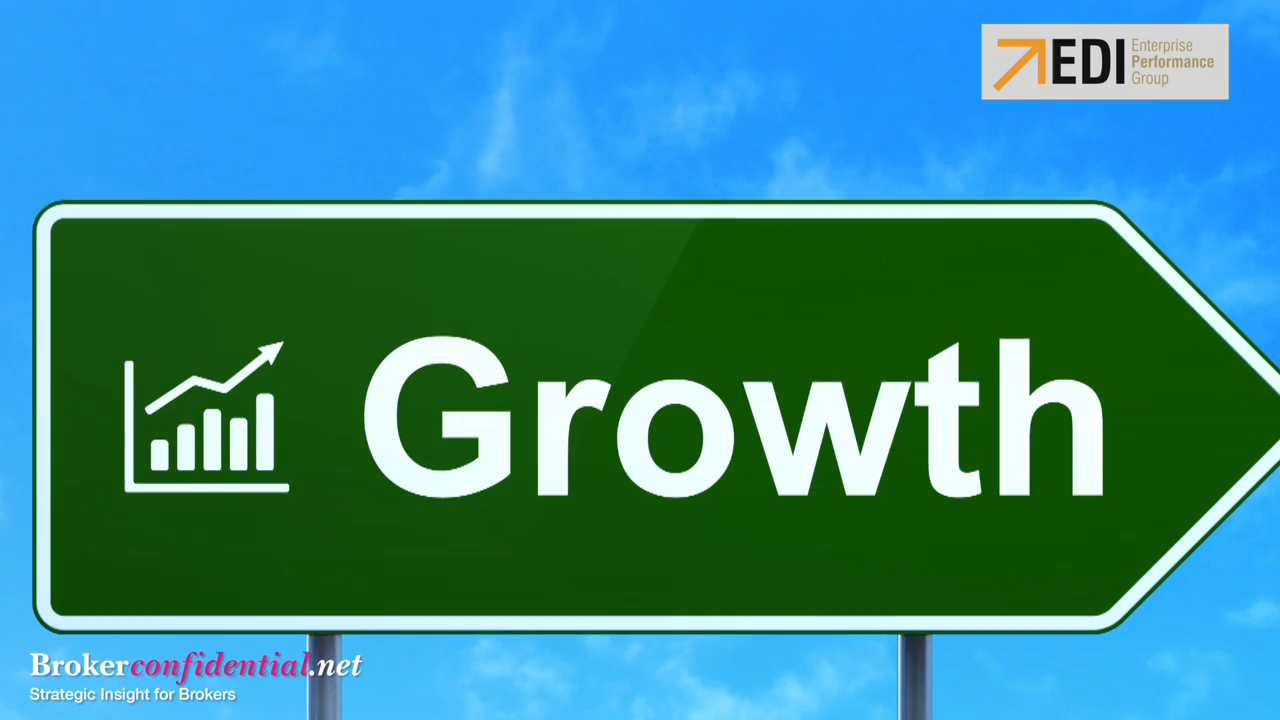 EDI
Enterprise
Performance
Group
Growth
Brokerconfidential.net
Strategic Insight for Brokers